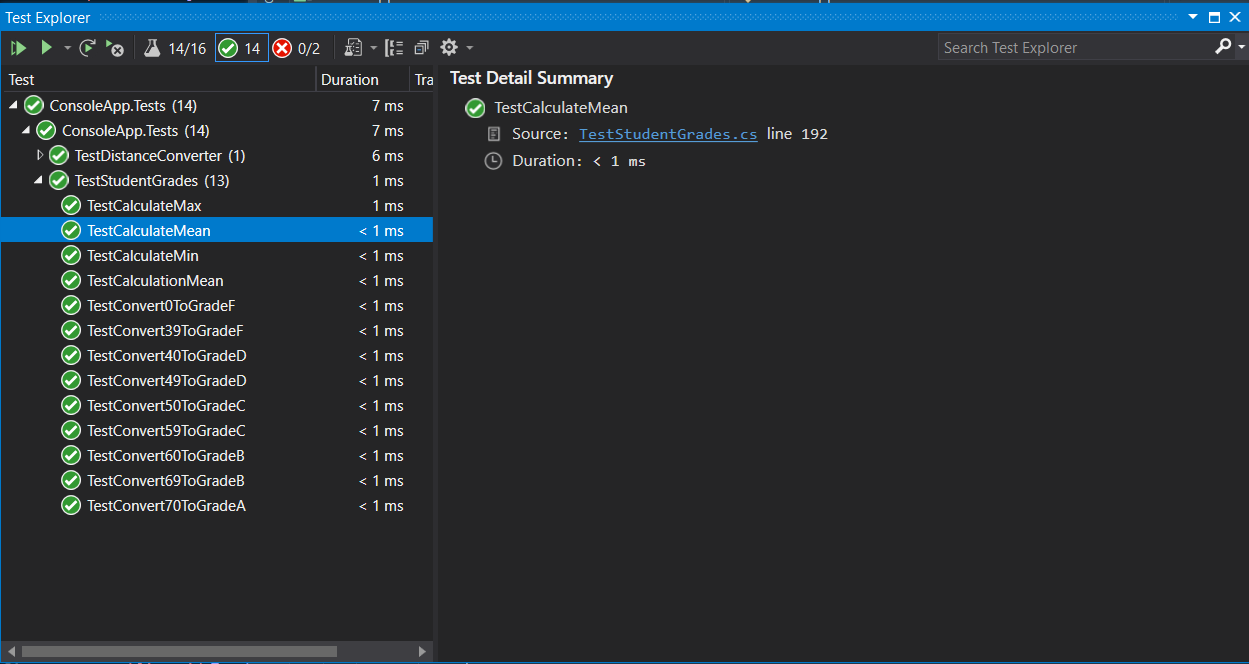 Test Explorer
14/16 14 0/2 Search Test Explorer
Test Duration Tra
ConsoleApp.Tests (14) 7 ms
ConsoleApp.Tests (14) 7 ms
TestDistanceConverter (1) 6 ms
TestStudentGrades (13) 1 ms
TestCalculateMax 1 ms
TestCalculateMean < 1 ms
TestCalculateMin < 1 ms
TestCalculationMean < 1 ms
TestConvert0ToGradeF < 1 ms
TestConvert39ToGradeF < 1 ms
TestConvert40ToGradeD < 1 ms
TestConvert49ToGradeD < 1 ms
TestConvert50ToGradeC < 1 ms
TestConvert59ToGradeC < 1 ms
TestConvert60ToGradeB < 1 ms
TestConvert69ToGradeB < 1 ms
TestConvert70ToGradeA < 1 ms
Test Detail Summary
TestCalculateMean
Source: TestStudentGrades.cs line 192
Duration: < 1 ms